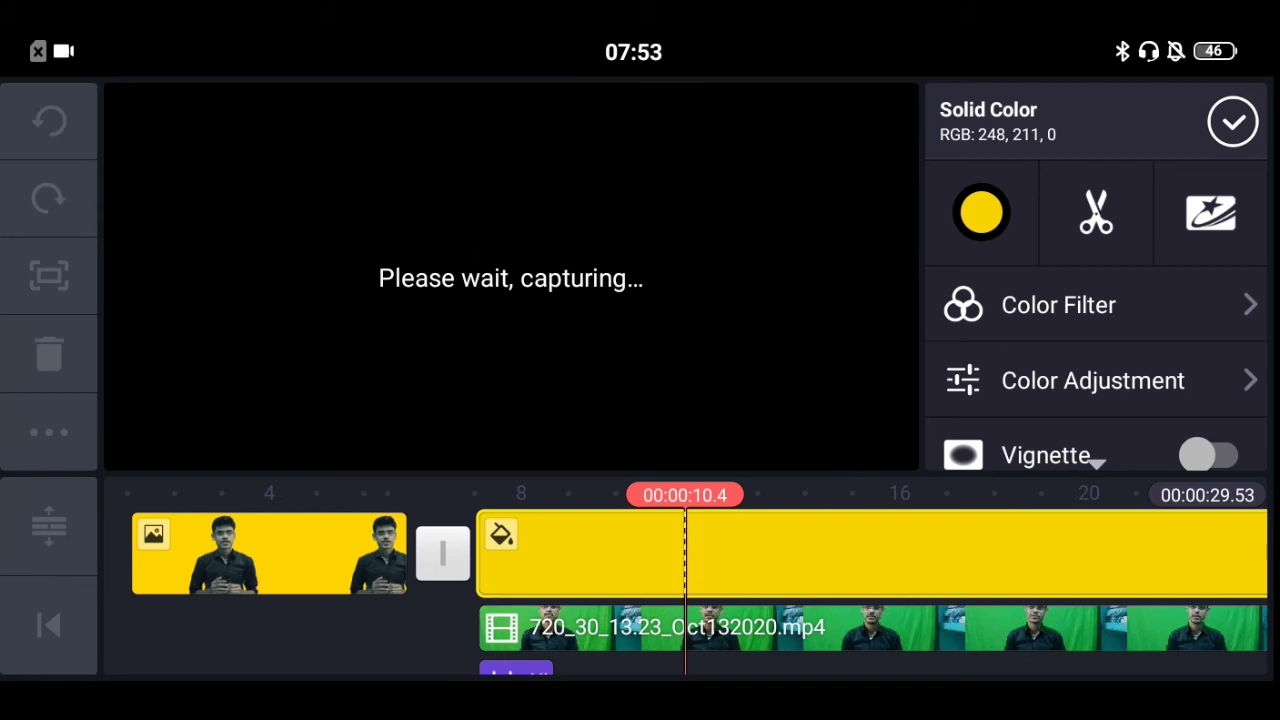 07:53
46
Solid Color
RGB: 248, 211, 0
Please wait, capturing...
Color Filter
Color Adjustment
Vignette
4
8
00:00:10.4
16
20
00:00:29.53
720_30_13.23_Oct132020.mp4